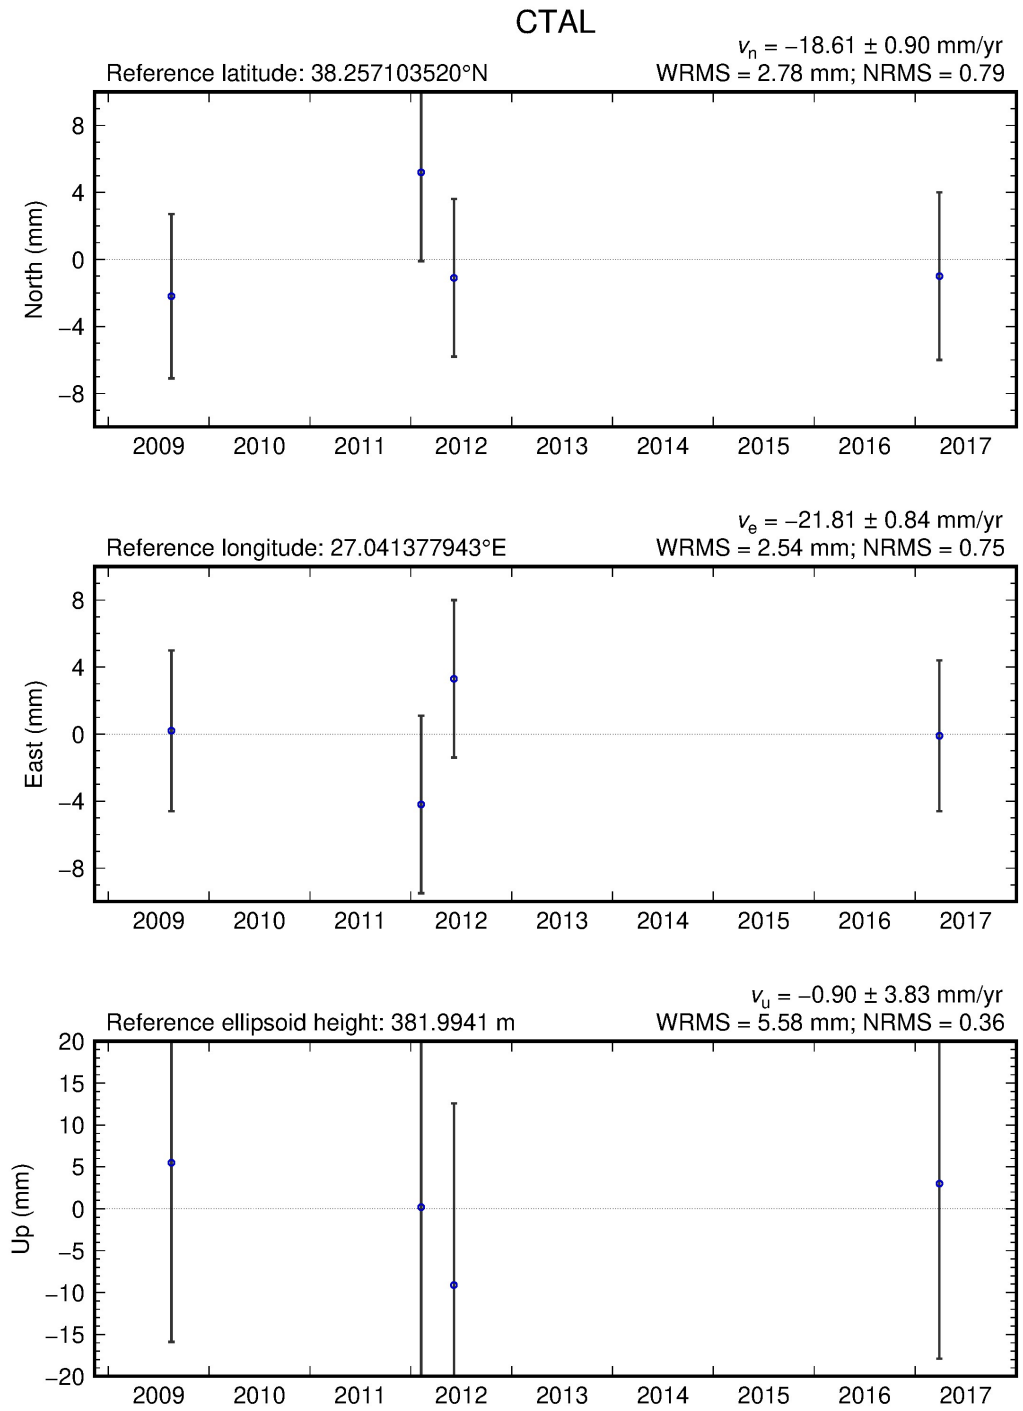 CTAL
vn = −18.61 ± 0.90 mm/yr
Reference latitude: 38.257103520°N WRMS = 2.78 mm; NRMS = 0.79
8
4
0
−4
−8
North (mm)
2009 2010 2011 2012 2013 2014 2015 2016 2017
ve = −21.81 ± 0.84 mm/yr
Reference longitude: 27.041377943°E WRMS = 2.54 mm; NRMS = 0.75
8
4
0
−4
−8
East (mm)
2009 2010 2011 2012 2013 2014 2015 2016 2017
vu = −0.90 ± 3.83 mm/yr
Reference ellipsoid height: 381.9941 m WRMS = 5.58 mm; NRMS = 0.36
20
15
10
5
0
−5
−10
−15
−20
Up (mm)
2009 2010 2011 2012 2013 2014 2015 2016 2017